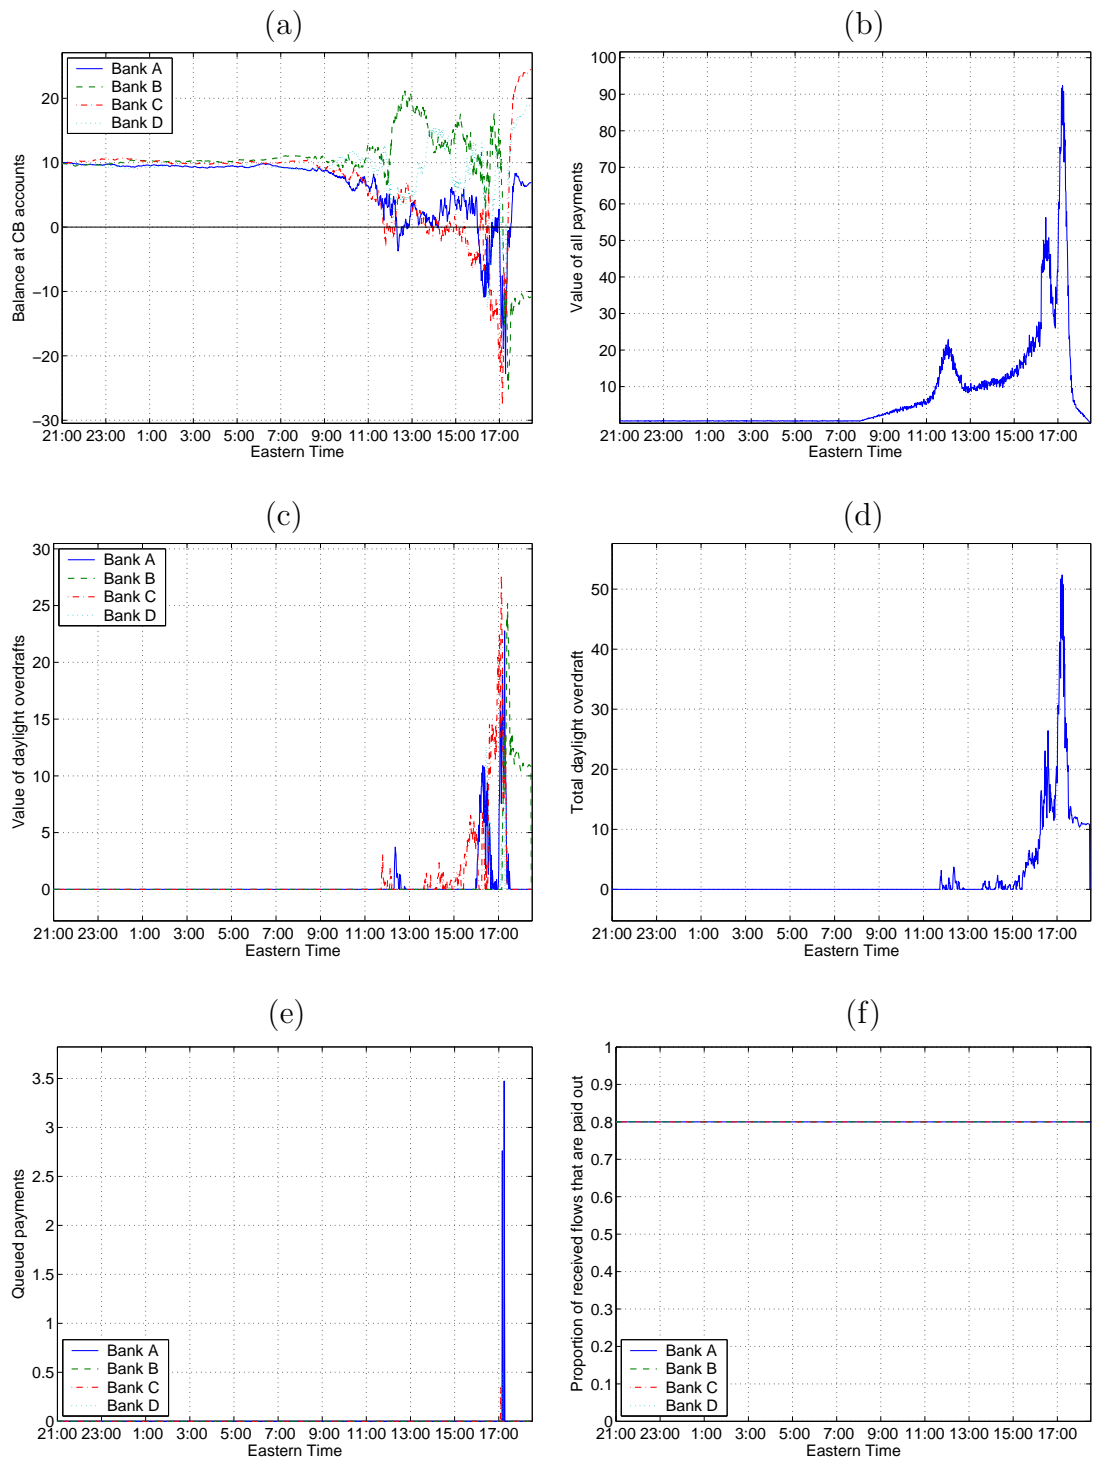 (a)
Bank A
Bank B
Bank C
Bank D
20
10
0
−10
−20
−30
Balance at CB accounts
21:00 23:00 1:00 3:00 5:00 7:00 9:00 11:00 13:00 15:00 17:00
Eastern Time
(b)
100
90
80
70
60
50
40
30
20
10
Value of all payments
21:00 23:00 1:00 3:00 5:00 7:00 9:00 11:00 13:00 15:00 17:00
Eastern Time
(c)
Bank A
Bank B
Bank C
Bank D
30
25
20
15
10
5
0
Value of daylight overdrafts
21:00 23:00 1:00 3:00 5:00 7:00 9:00 11:00 13:00 15:00 17:00
Eastern Time
(d)
50
40
30
20
10
0
Total daylight overdraft
21:00 23:00 1:00 3:00 5:00 7:00 9:00 11:00 13:00 15:00 17:00
Eastern Time
(e)
3.5
3
2.5
2
1.5
1
0.5
0
Queued payments
Bank A
Bank B
Bank C
Bank D
21:00 23:00 1:00 3:00 5:00 7:00 9:00 11:00 13:00 15:00 17:00
Eastern Time
(f)
1
0.9
0.8
0.7
0.6
0.5
0.4
0.3
0.2
0.1
0
Proportion of received flows that are paid out
Bank A
Bank B
Bank C
Bank D
21:00 23:00 1:00 3:00 5:00 7:00 9:00 11:00 13:00 15:00 17:00
Eastern Time